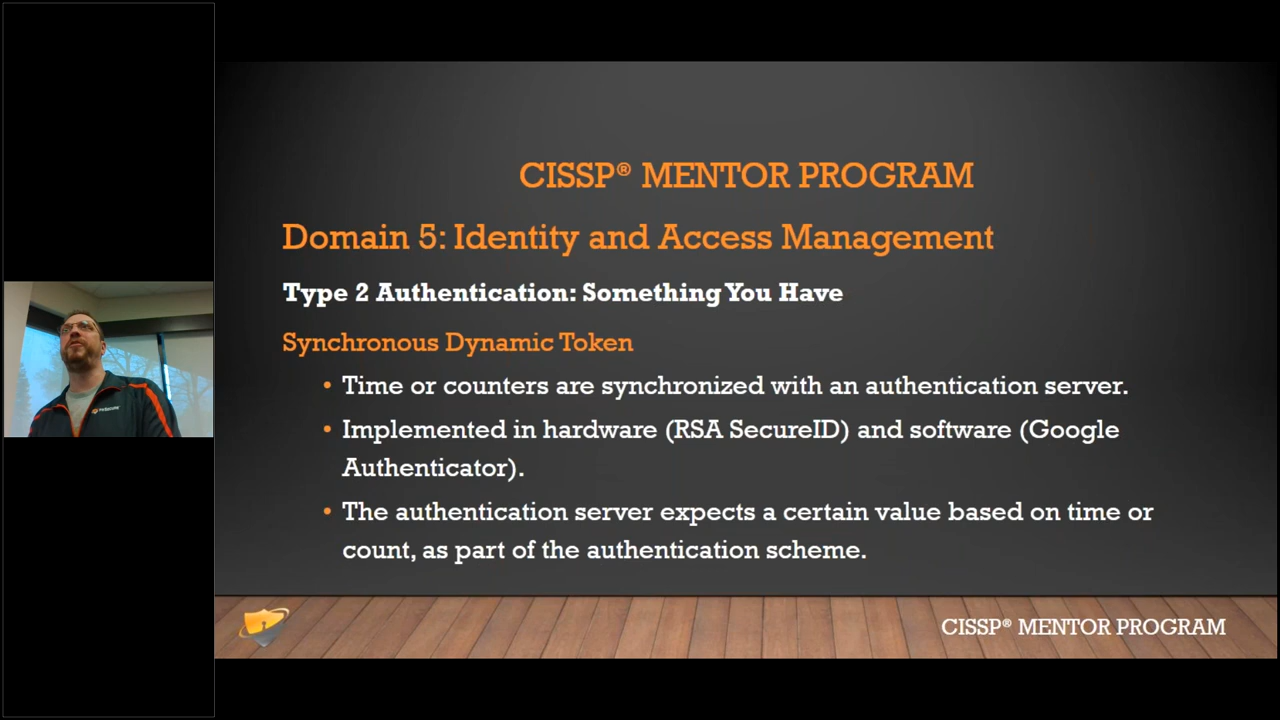 CISSP® MENTOR PROGRAM
Domain 5: Identity and Access Management
Type 2 Authentication: Something You Have
Synchronous Dynamic Token
• Time or counters are synchronized with an authentication server.
• Implemented in hardware (RSA SecureID) and software (Google
Authenticator).
• The authentication server expects a certain value based on time or
count, as part of the authentication scheme.
CISSP® MENTOR PROGRAM